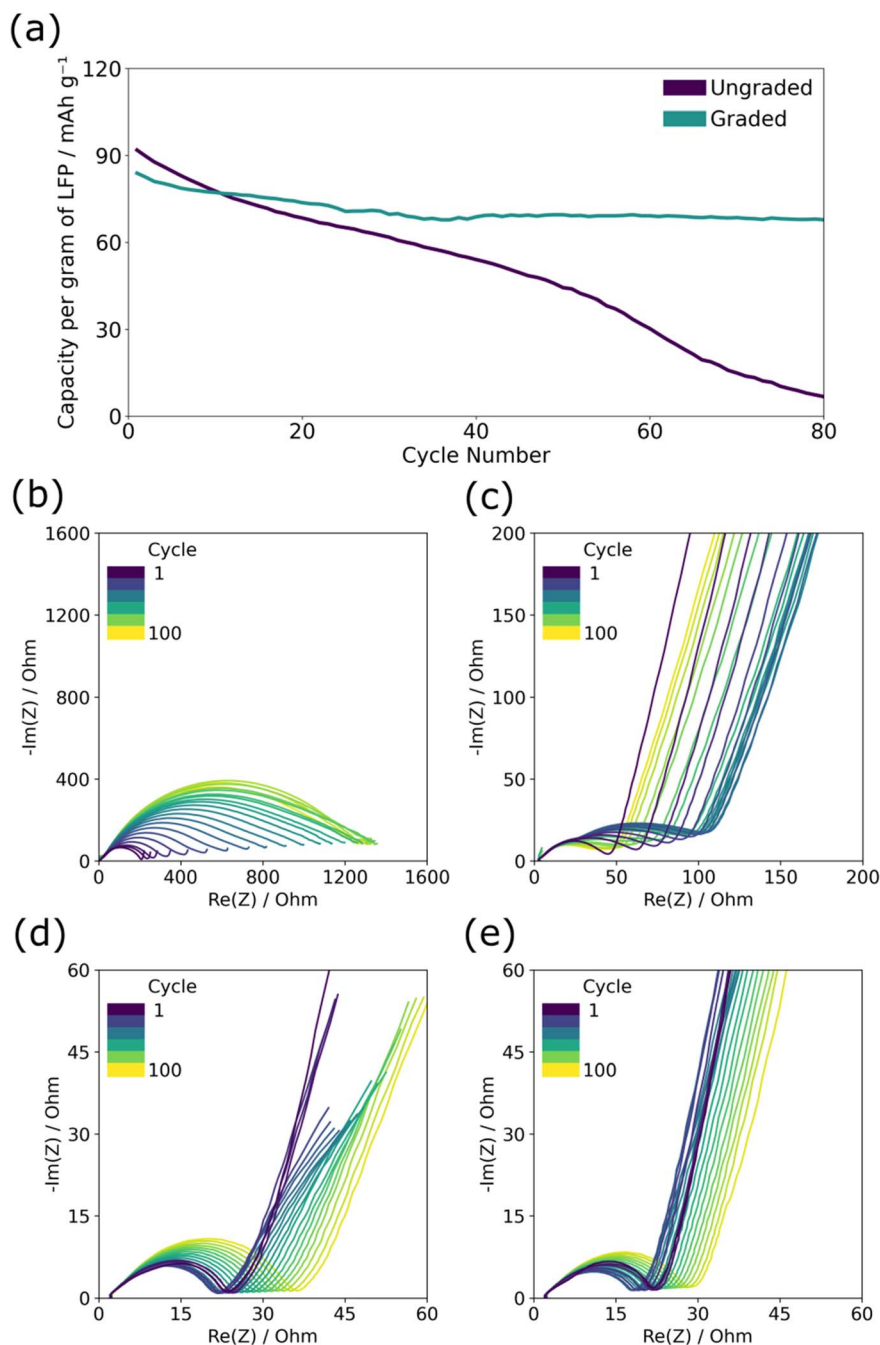 (a)
Capacity per gram of LFP / mAh g⁻¹
120
90
60
30
0
Ungraded
Graded
0 20 40 60 80
Cycle Number
(b)
-Im(Z) / Ohm
1600
1200
800
400
0
Cycle
1
100
0 400 800 1200 1600
Re(Z) / Ohm
(c)
-Im(Z) / Ohm
200
150
100
50
0
Cycle
1
100
0 50 100 150 200
Re(Z) / Ohm
(d)
-Im(Z) / Ohm
60
45
30
15
0
Cycle
1
100
0 15 30 45 60
Re(Z) / Ohm
(e)
-Im(Z) / Ohm
60
45
30
15
0
Cycle
1
100
0 15 30 45 60
Re(Z) / Ohm